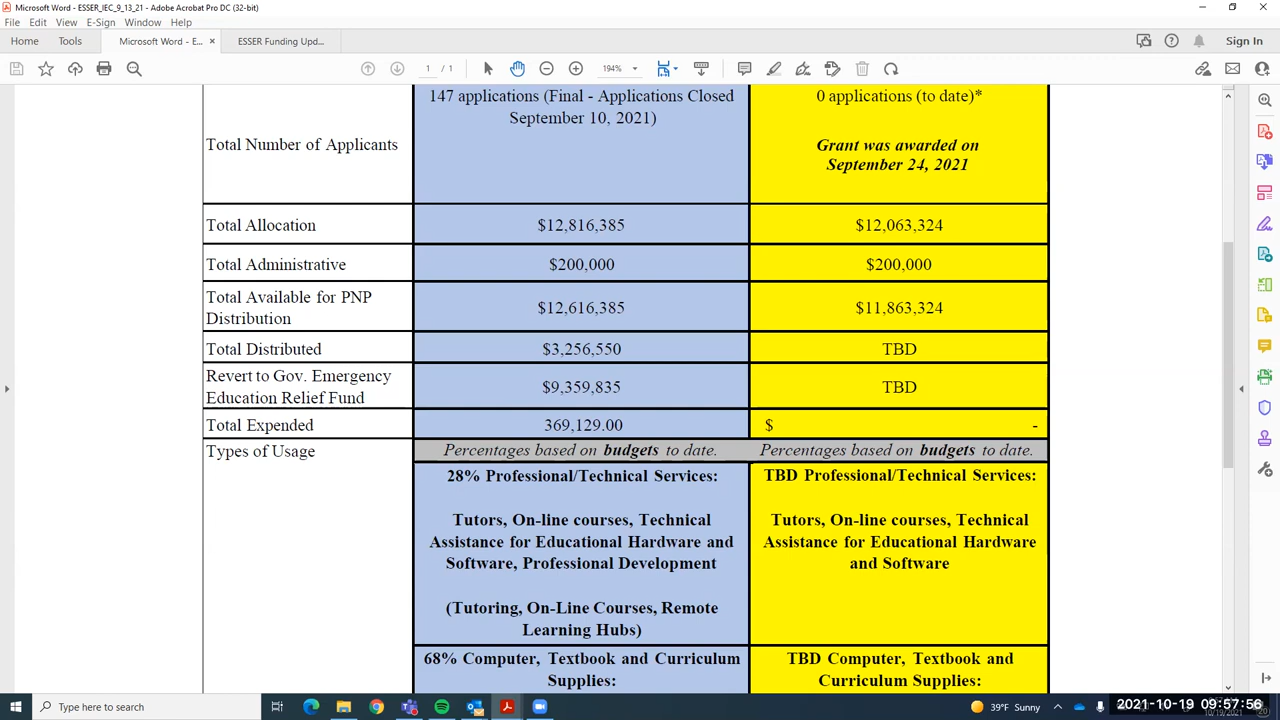 Microsoft Word - ESSER_IEC_9_13_21 - Adobe Acrobat Pro DC (32-bit)
File Edit View E-Sign Window Help
Home Tools Microsoft Word - E... × ESSER Funding Upd... Sign In
1 / 1 194%
Total Number of Applicants
147 applications (Final - Applications Closed
September 10, 2021)
0 applications (to date)*
Grant was awarded on
September 24, 2021
Total Allocation $12,816,385 $12,063,324
Total Administrative $200,000 $200,000
Total Available for PNP
Distribution
$12,616,385 $11,863,324
Total Distributed $3,256,550 TBD
Revert to Gov. Emergency
Education Relief Fund
$9,359,835 TBD
Total Expended 369,129.00 $ -
Types of Usage Percentages based on budgets to date. Percentages based on budgets to date.
28% Professional/Technical Services:
Tutors, On-line courses, Technical
Assistance for Educational Hardware and
Software, Professional Development
(Tutoring, On-Line Courses, Remote
Learning Hubs)
TBD Professional/Technical Services:
Tutors, On-line courses, Technical
Assistance for Educational Hardware
and Software
68% Computer, Textbook and Curriculum
Supplies:
TBD Computer, Textbook and
Curriculum Supplies:
Type here to search
39°F Sunny
2021-10-19 09:57:56
10/19/2021